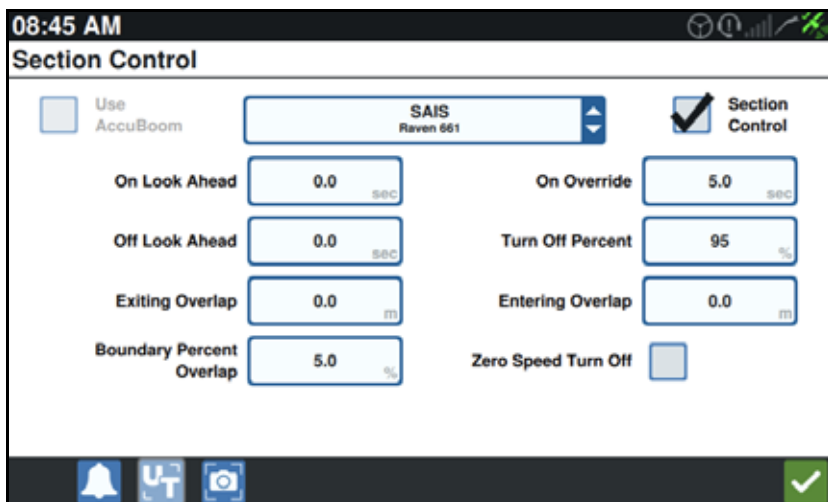 08:45 AM
Section Control
Use
AccuBoom
SAIS
Raven 661
Section
Control
On Look Ahead
0.0
sec
On Override
5.0
sec
Off Look Ahead
0.0
sec
Turn Off Percent
95
%
Exiting Overlap
0.0
m
Entering Overlap
0.0
m
Boundary Percent
Overlap
5.0
%
Zero Speed Turn Off
UT